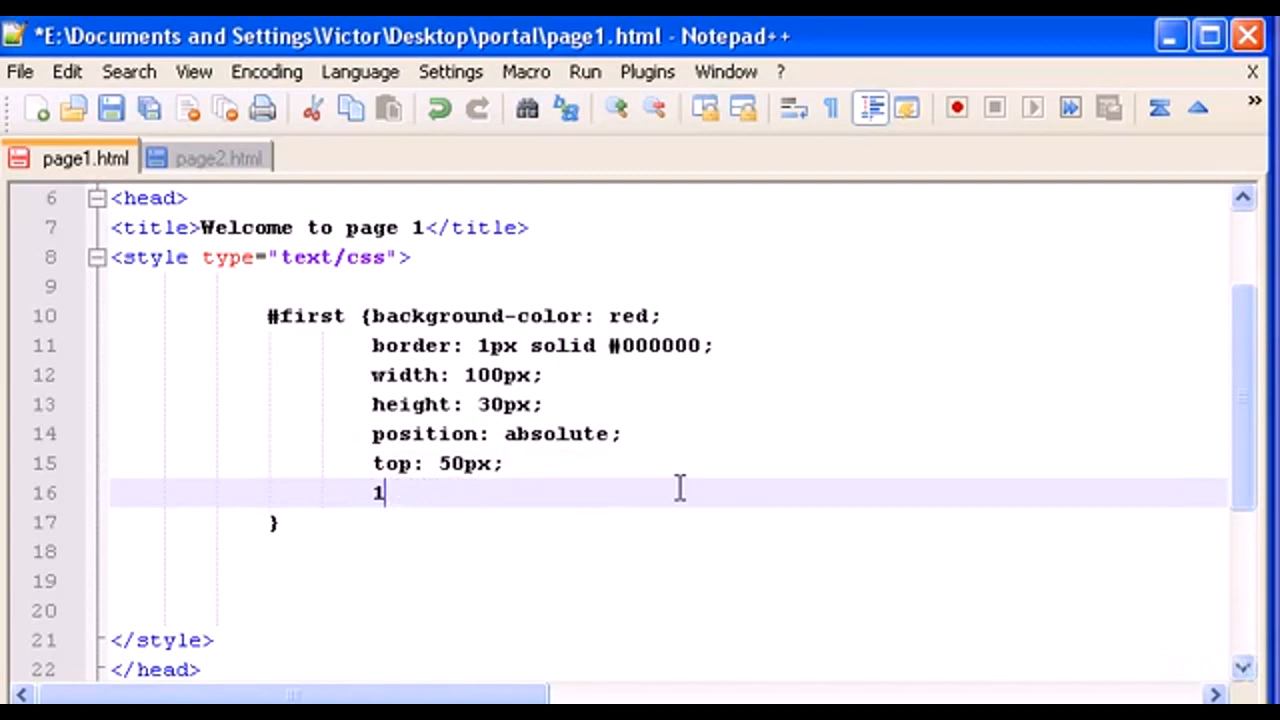 *E:\Documents and Settings\Victor\Desktop\portal\page1.html - Notepad++
File Edit Search View Encoding Language Settings Macro Run Plugins Window ? X
page1.html page2.html
6 <head>
7 <title>Welcome to page 1</title>
8 <style type="text/css">
9
10 #first {background-color: red;
11 border: 1px solid #000000;
12 width: 100px;
13 height: 30px;
14 position: absolute;
15 top: 50px;
16 l
17 }
18
19
20
21 </style>
22 </head>